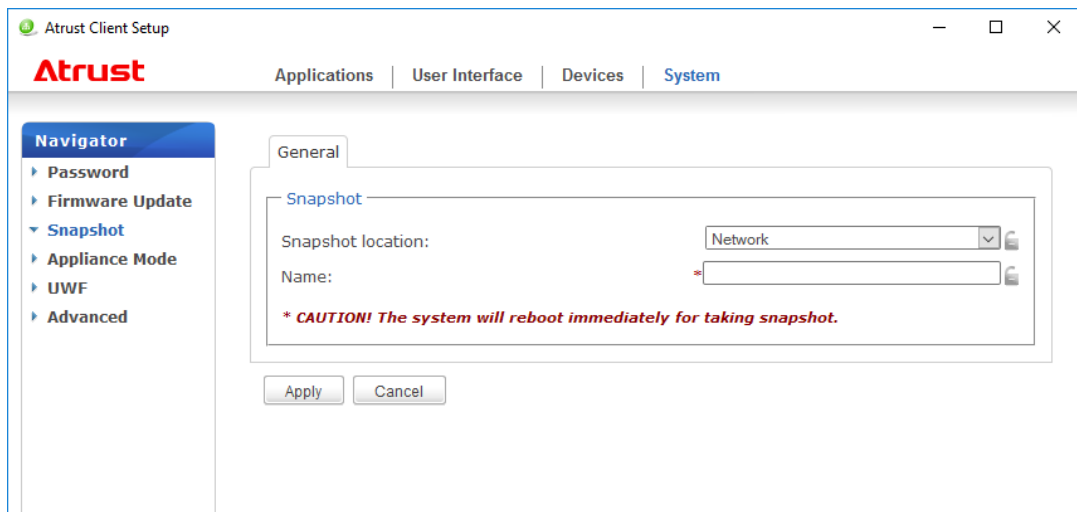 Atrust Client Setup
Atrust
Applications | User Interface | Devices | System
Navigator
Password
Firmware Update
Snapshot
Appliance Mode
UWF
Advanced
General
Snapshot
Snapshot location: Network
Name: *
* CAUTION! The system will reboot immediately for taking snapshot.
Apply Cancel